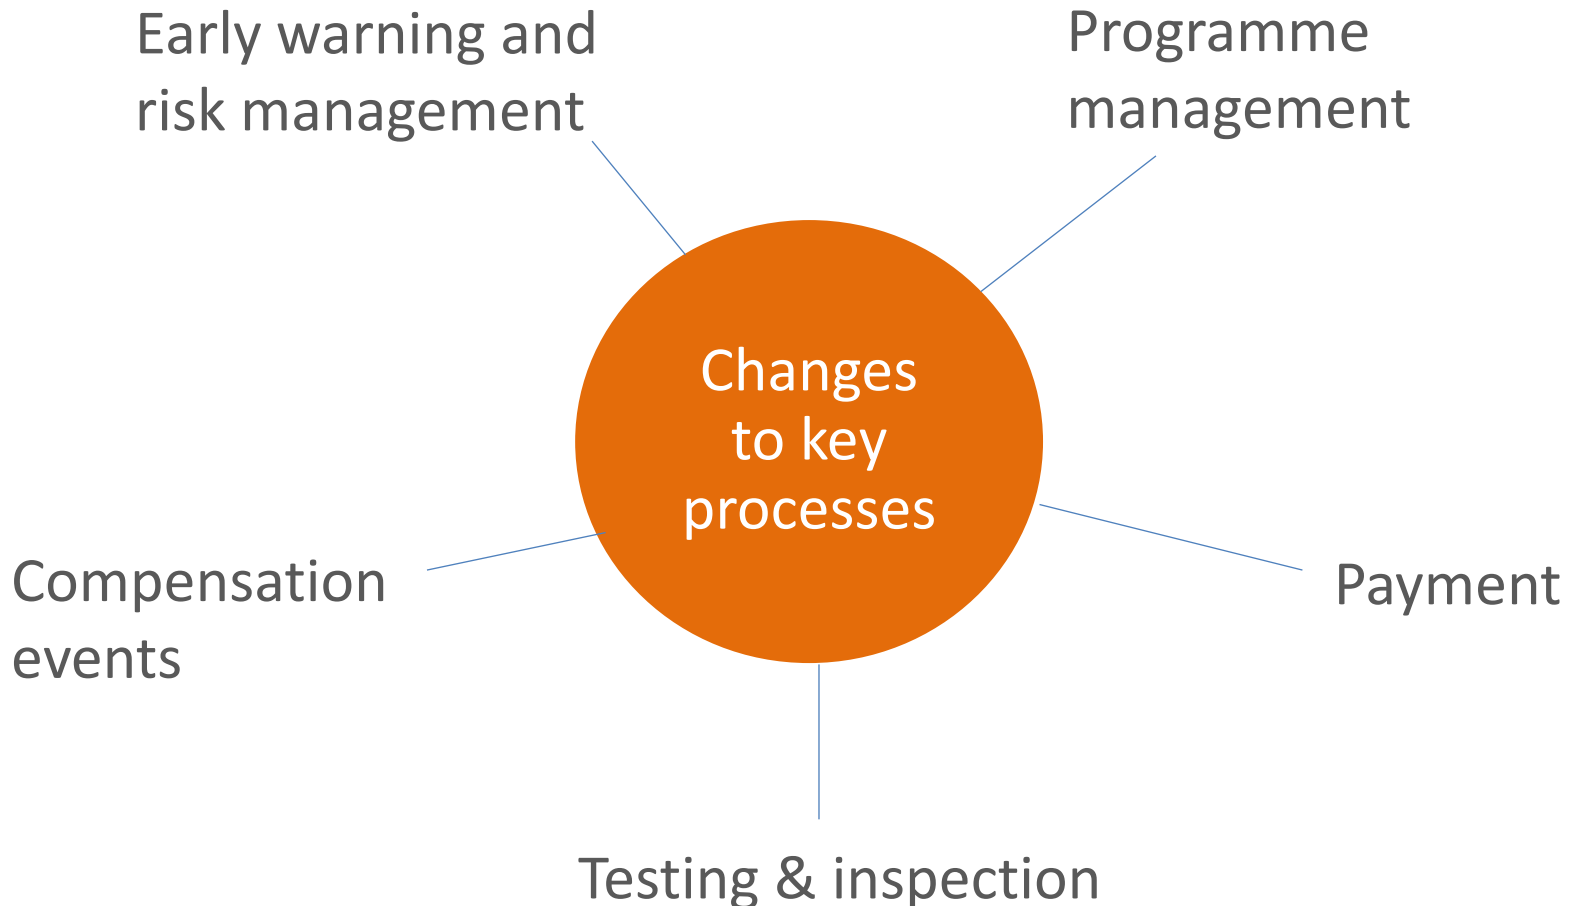 Early warning and
risk management
Programme
management
Changes
to key
processes
Compensation
events
Payment
Testing & inspection